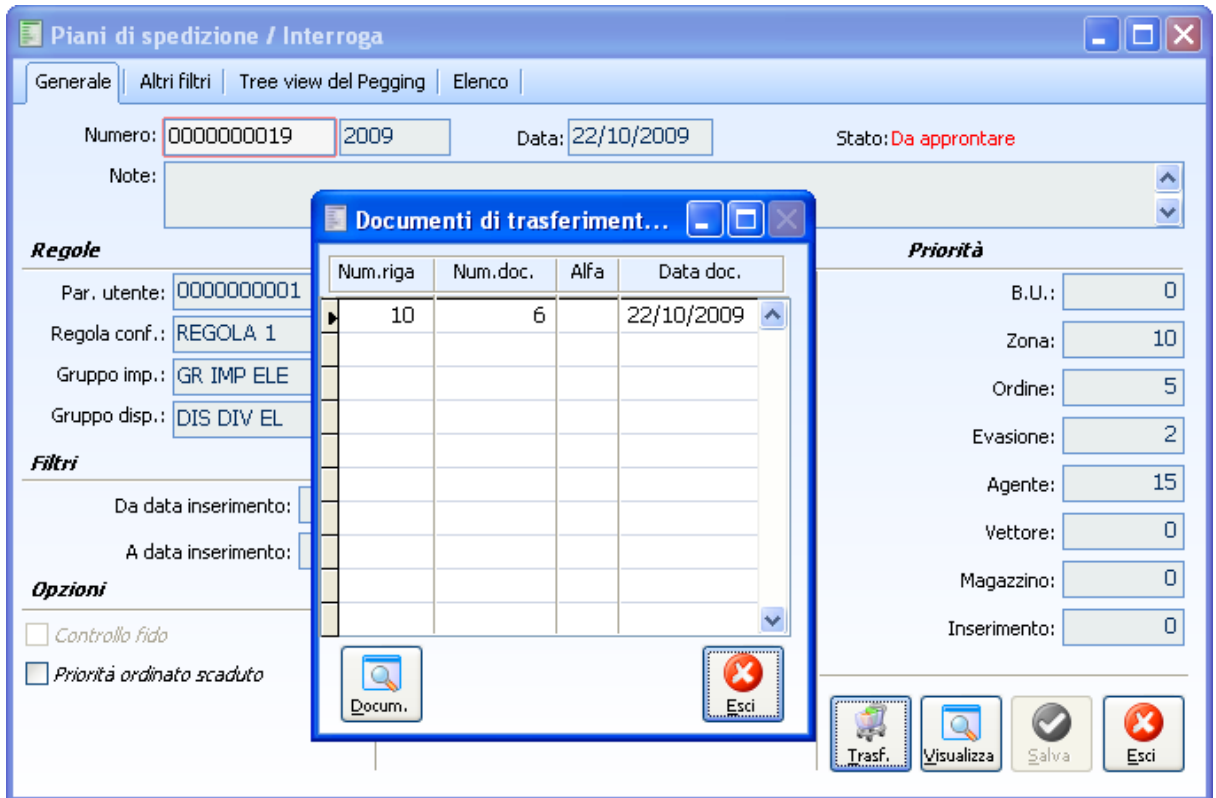 Piani di spedizione / Interroga
Generale Altri filtri Tree view del Pegging Elenco
Numero: 0000000019 2009 Data: 22/10/2009 Stato: Da approntare
Note:
Documenti di trasferiment...
Num.riga Num.doc. Alfa Data doc.
10 6 22/10/2009
Docum. Esci
Regole
Par. utente: 0000000001
Regola conf.: REGOLA 1
Gruppo imp.: GR IMP ELE
Gruppo disp.: DIS DIV EL
Filtri
Da data inserimento:
A data inserimento:
Opzioni
Controllo fido
Priorità ordinato scaduto
Priorità
B.U.: 0
Zona: 10
Ordine: 5
Evasione: 2
Agente: 15
Vettore: 0
Magazzino: 0
Inserimento: 0
Trasf. Visualizza Salva Esci